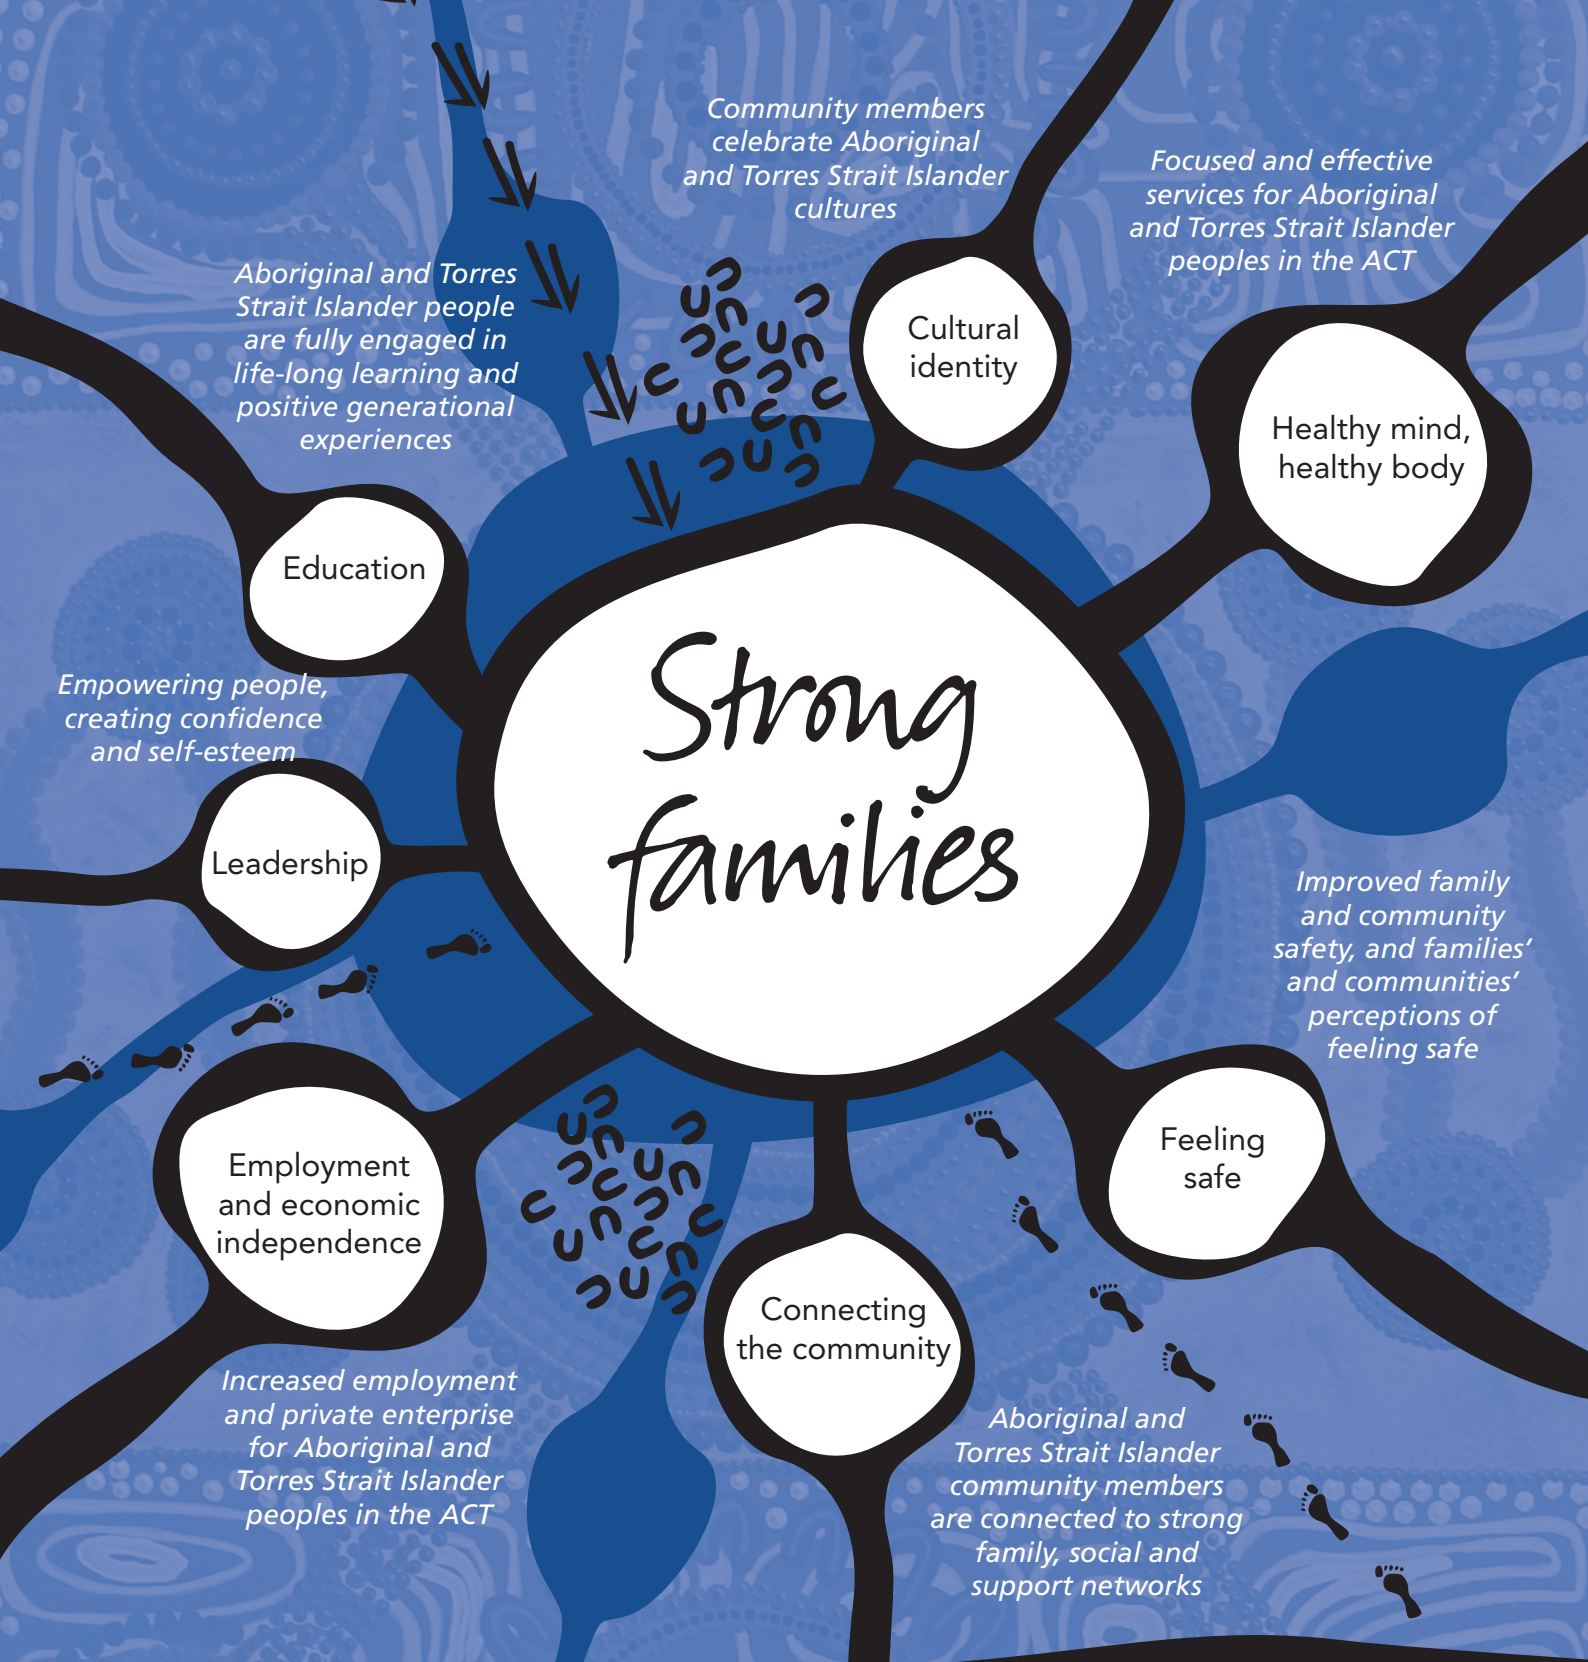 Community members
celebrate Aboriginal
and Torres Strait Islander
cultures
Cultural
identity
Focused and effective
services for Aboriginal
and Torres Strait Islander
peoples in the ACT
Healthy mind,
healthy body
Aboriginal and Torres
Strait Islander people
are fully engaged in
life-long learning and
positive generational
experiences
Education
Strong
families
Empowering people,
creating confidence
and self-esteem
Leadership
Improved family
and community
safety, and families’
and communities’
perceptions of
feeling safe
Feeling
safe
Employment
and economic
independence
Increased employment
and private enterprise
for Aboriginal and
Torres Strait Islander
peoples in the ACT
Connecting
the community
Aboriginal and
Torres Strait Islander
community members
are connected to strong
family, social and
support networks